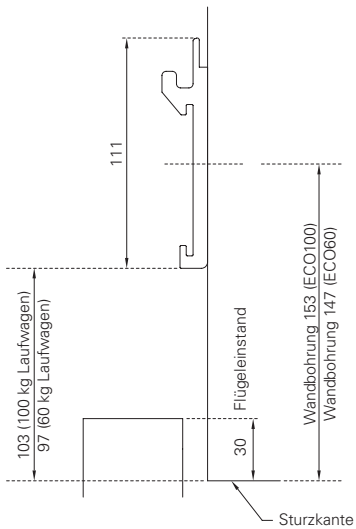 111
103 (100 kg Laufwagen)
97 (60 kg Laufwagen)
30
Flügeleinstand
Wandbohrung 153 (ECO100)
Wandbohrung 147 (ECO60)
Sturzkante